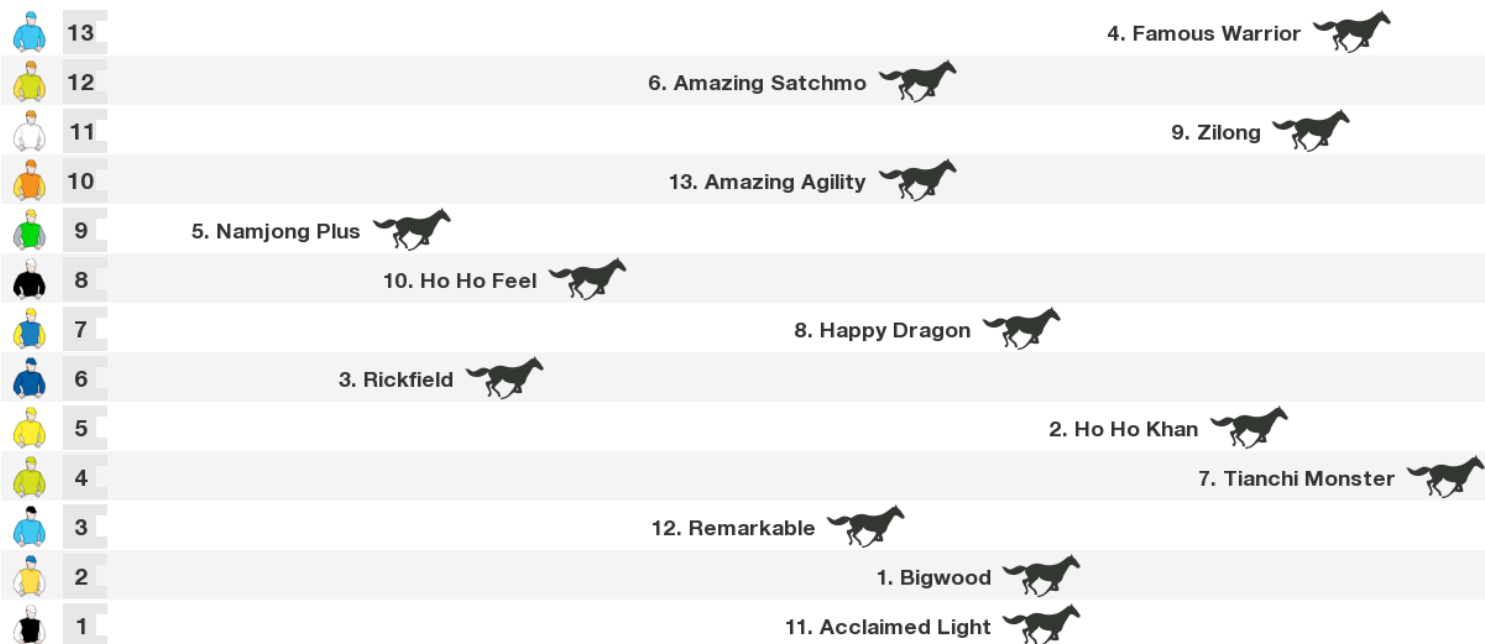 13 4. Famous Warrior
12 6. Amazing Satchmo
11 9. Zilong
10 13. Amazing Agility
9 5. Namjong Plus
8 10. Ho Ho Feel
7 8. Happy Dragon
6 3. Rickfield
5 2. Ho Ho Khan
4 7. Tianchi Monster
3 12. Remarkable
2 1. Bigwood
1 11. Acclaimed Light